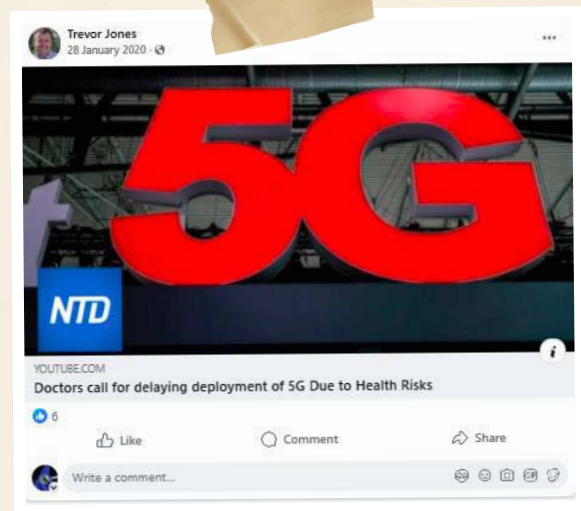 Trevor Jones
28 January 2020
5G
t
NTD
i
YOUTUBE.COM
Doctors call for delaying deployment of 5G Due to Health Risks
6
Like
Comment
Share
Write a comment...
GIF